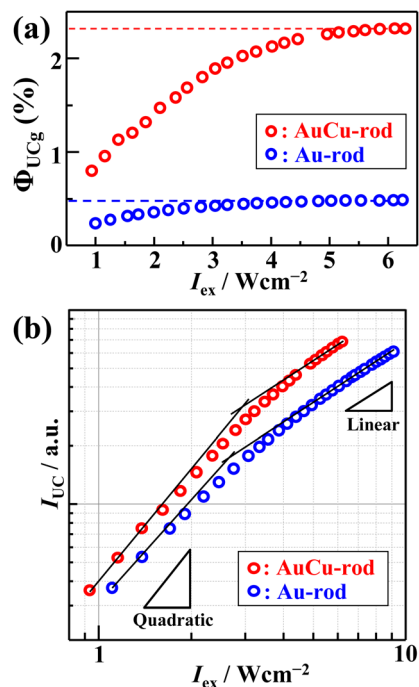 (a)
2
1
0
Φ_UCg (%)
○: AuCu-rod
○: Au-rod
1 2 3 4 5 6
I_ex / Wcm⁻²
(b)
I_UC / a.u.
Linear
Quadratic
○: AuCu-rod
○: Au-rod
1 10
I_ex / Wcm⁻²